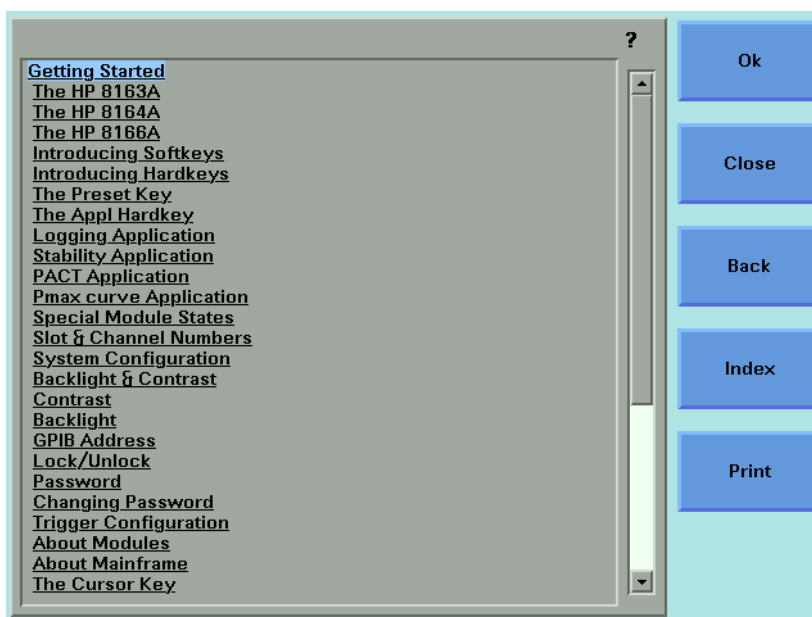 ?
Getting Started
The HP 8163A
The HP 8164A
The HP 8166A
Introducing Softkeys
Introducing Hardkeys
The Preset Key
The Appl Hardkey
Logging Application
Stability Application
PACT Application
Pmax curve Application
Special Module States
Slot & Channel Numbers
System Configuration
Backlight & Contrast
Contrast
Backlight
GPIB Address
Lock/Unlock
Password
Changing Password
Trigger Configuration
About Modules
About Mainframe
The Cursor Key
Ok
Close
Back
Index
Print